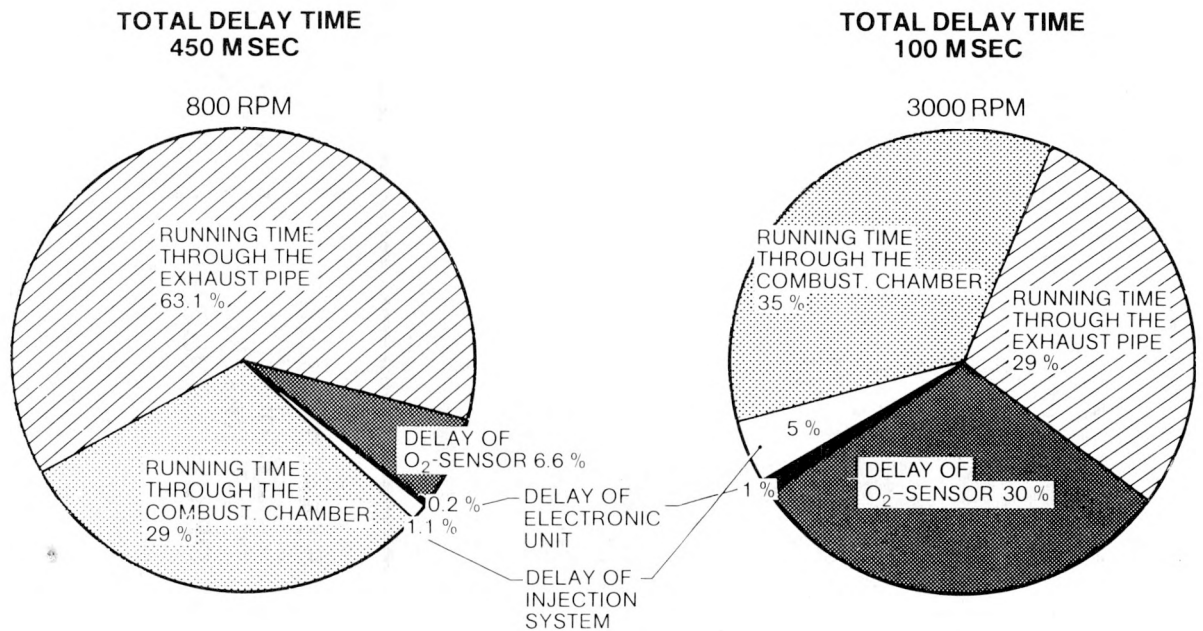 TOTAL DELAY TIME
450 MSEC
800 RPM
RUNNING TIME
THROUGH THE
EXHAUST PIPE
63.1 %
DELAY OF
O₂-SENSOR 6.6 %
RUNNING TIME
THROUGH THE
COMBUST. CHAMBER
29 %
0.2 %
1.1 %
DELAY OF
ELECTRONIC
UNIT
DELAY OF
INJECTION
SYSTEM
TOTAL DELAY TIME
100 MSEC
3000 RPM
RUNNING TIME
THROUGH THE
COMBUST. CHAMBER
35 %
RUNNING TIME
THROUGH THE
EXHAUST PIPE
29 %
5 %
1 %
DELAY OF
O₂-SENSOR 30 %